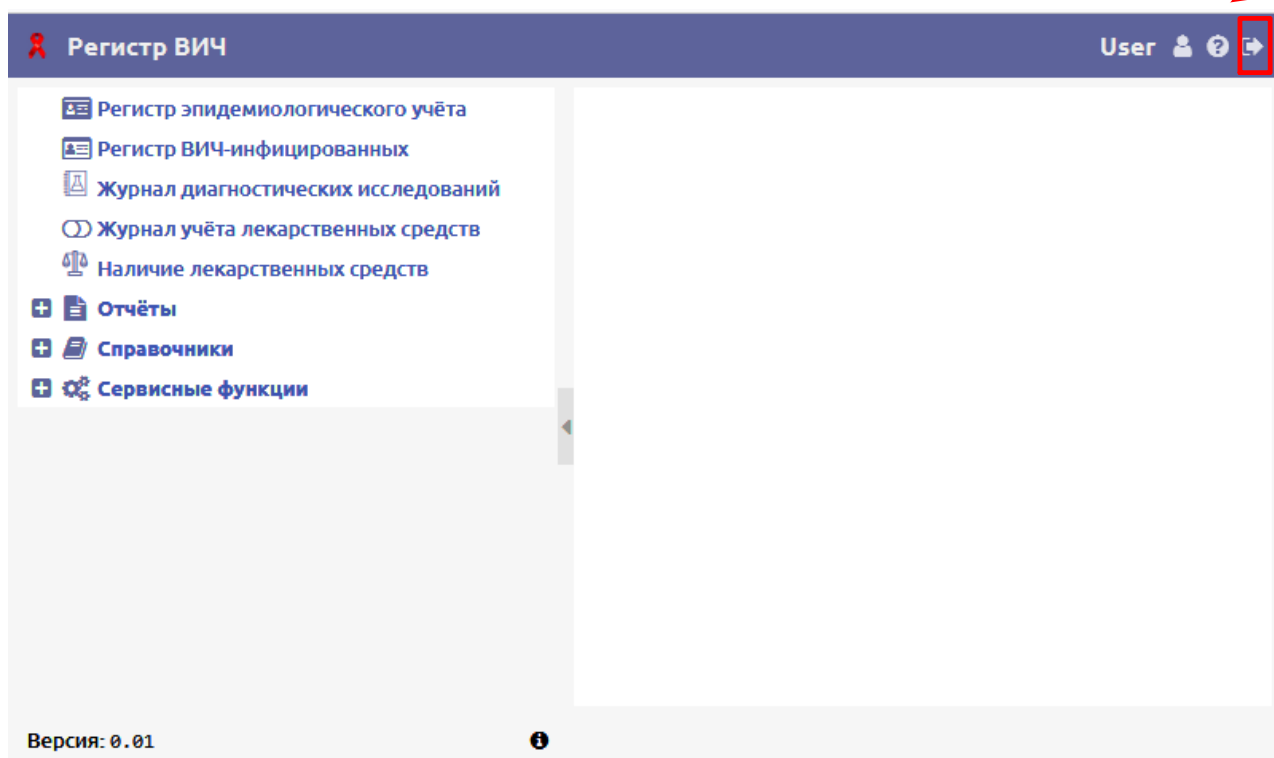 Регистр ВИЧ User
Регистр эпидемиологического учёта
Регистр ВИЧ-инфицированных
Журнал диагностических исследований
Журнал учёта лекарственных средств
Наличие лекарственных средств
Отчёты
Справочники
Сервисные функции
Версия: 0.01